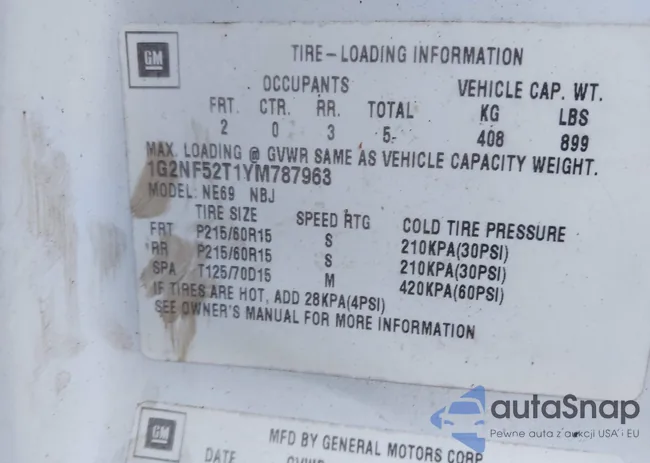 GM
TIRE-LOADING INFORMATION
OCCUPANTS VEHICLE CAP. WT.
FRT. CTR. RR. TOTAL KG LBS
2 0 3 5 408 899
MAX. LOADING @ GVWR SAME AS VEHICLE CAPACITY WEIGHT.
1G2NF52T1YM787963
MODEL: NE69 NBJ
TIRE SIZE SPEED RTG COLD TIRE PRESSURE
FRT P215/60R15 S 210KPA(30PSI)
RR P215/60R15 S 210KPA(30PSI)
SPA T125/70D15 M 420KPA(60PSI)
IF TIRES ARE HOT, ADD 28KPA(4PSI)
SEE OWNER'S MANUAL FOR MORE INFORMATION
GM
MFD BY GENERAL MOTORS CORP
DATE GVWR
autaSnap
Pewne auta z aukcji USA i EU